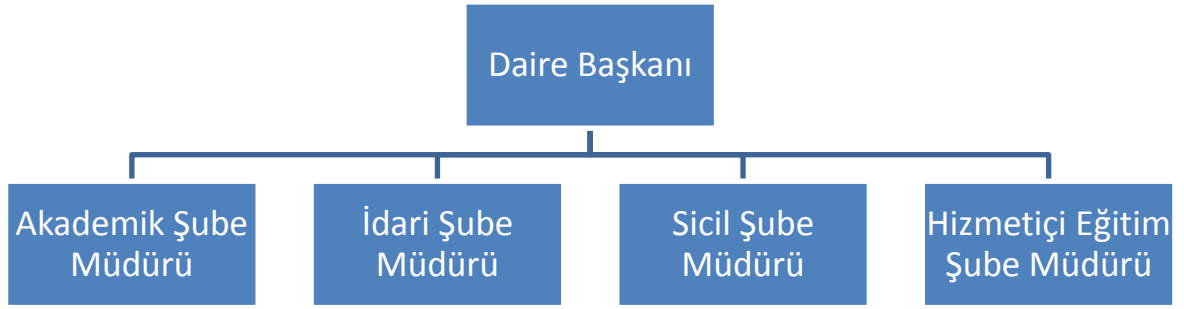 Daire Başkanı
Akademik Şube
Müdürü
İdari Şube
Müdürü
Sicil Şube
Müdürü
Hizmetiçi Eğitim
Şube Müdürü